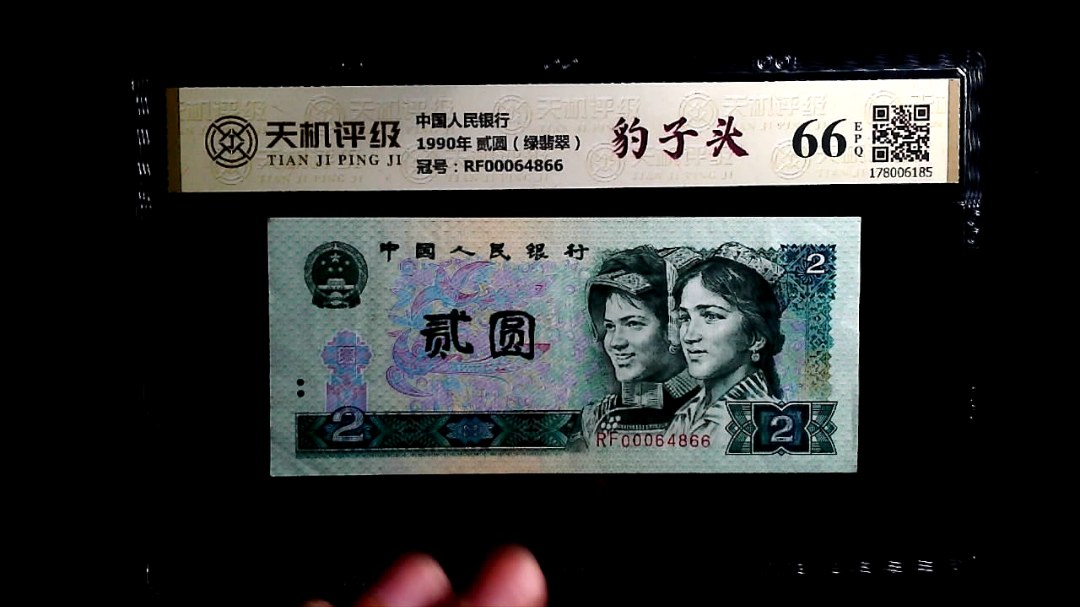 天机评级
TIAN JI PING JI
中国人民银行
1990年 贰圆（绿翡翠）
冠号：RF00064866
豹子头
66
EPQ
178006185
中国人民银行
2
贰圆
2
RF00064866
2